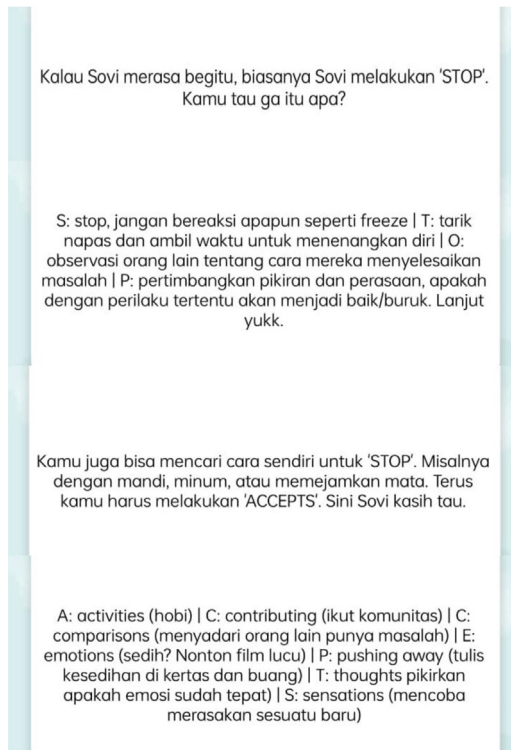 Kalau Sovi merasa begitu, biasanya Sovi melakukan 'STOP'.
Kamu tau ga itu apa?
S: stop, jangan bereaksi apapun seperti freeze | T: tarik
napas dan ambil waktu untuk menenangkan diri | O:
observasi orang lain tentang cara mereka menyelesaikan
masalah | P: pertimbangkan pikiran dan perasaan, apakah
dengan perilaku tertentu akan menjadi baik/buruk. Lanjut
yukk.
Kamu juga bisa mencari cara sendiri untuk 'STOP'. Misalnya
dengan mandi, minum, atau memejamkan mata. Terus
kamu harus melakukan 'ACCEPTS'. Sini Sovi kasih tau.
A: activities (hobi) | C: contributing (ikut komunitas) | C:
comparisons (menyadari orang lain punya masalah) | E:
emotions (sedih? Nonton film lucu) | P: pushing away (tulis
kesedihan di kertas dan buang) | T: thoughts pikirkan
apakah emosi sudah tepat) | S: sensations (mencoba
merasakan sesuatu baru)